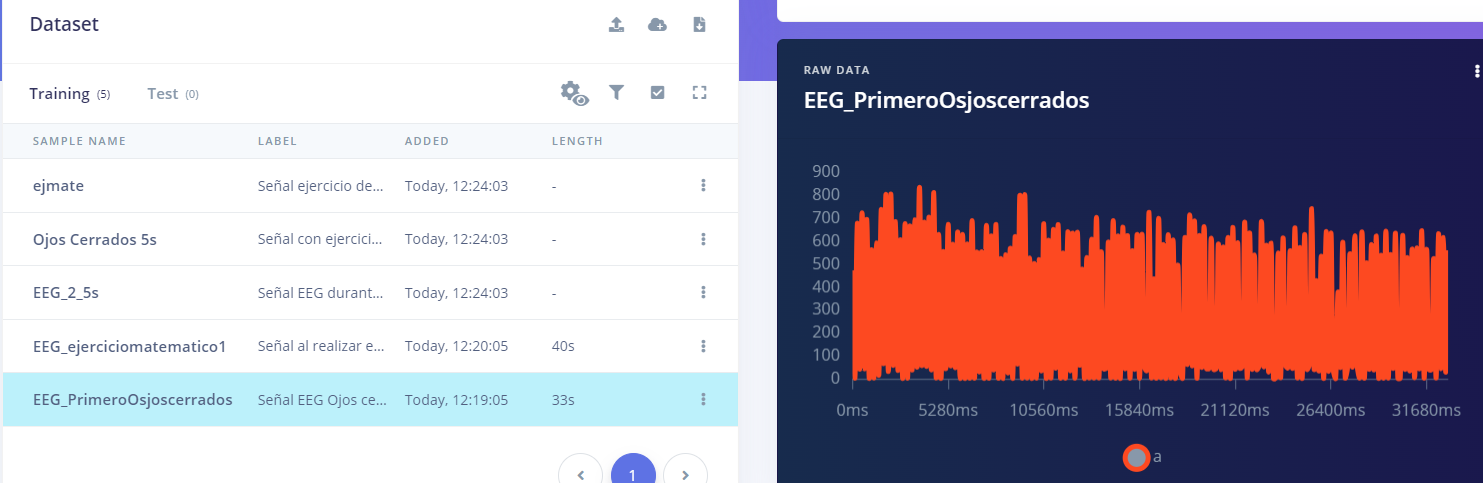 Dataset
Training (5) Test (0)
SAMPLE NAME LABEL ADDED LENGTH
ejmate Señal ejercicio de... Today, 12:24:03 -
Ojos Cerrados 5s Señal con ejercici... Today, 12:24:03 -
EEG_2_5s Señal EEG durant... Today, 12:24:03 -
EEG_ejerciciomatematico1 Señal al realizar e... Today, 12:20:05 40s
EEG_PrimeroOsjoscerrados Señal EEG Ojos ce... Today, 12:19:05 33s
1
RAW DATA
EEG_PrimeroOsjoscerrados
900
800
700
600
500
400
300
200
100
0
0ms 5280ms 10560ms 15840ms 21120ms 26400ms 31680ms
a